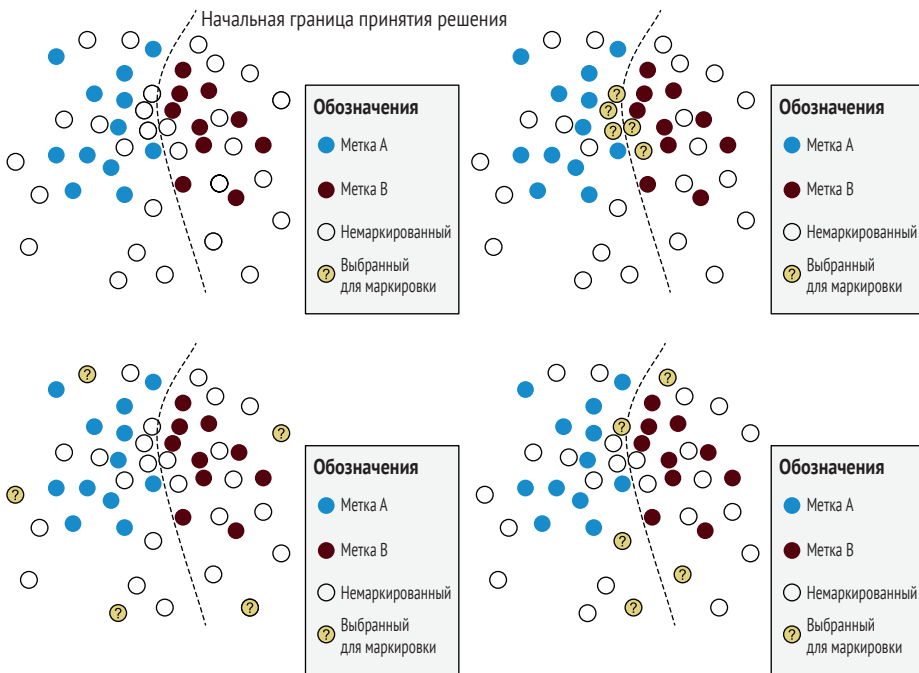 Начальная граница принятия решения
Обозначения
Метка A
Метка B
Немаркированный
? Выбранный
для маркировки
? ? ? ? ?
Обозначения
Метка A
Метка B
Немаркированный
? Выбранный
для маркировки
? ? ? ? ?
Обозначения
Метка A
Метка B
Немаркированный
? Выбранный
для маркировки
? ? ? ? ?
Обозначения
Метка A
Метка B
Немаркированный
? Выбранный
для маркировки